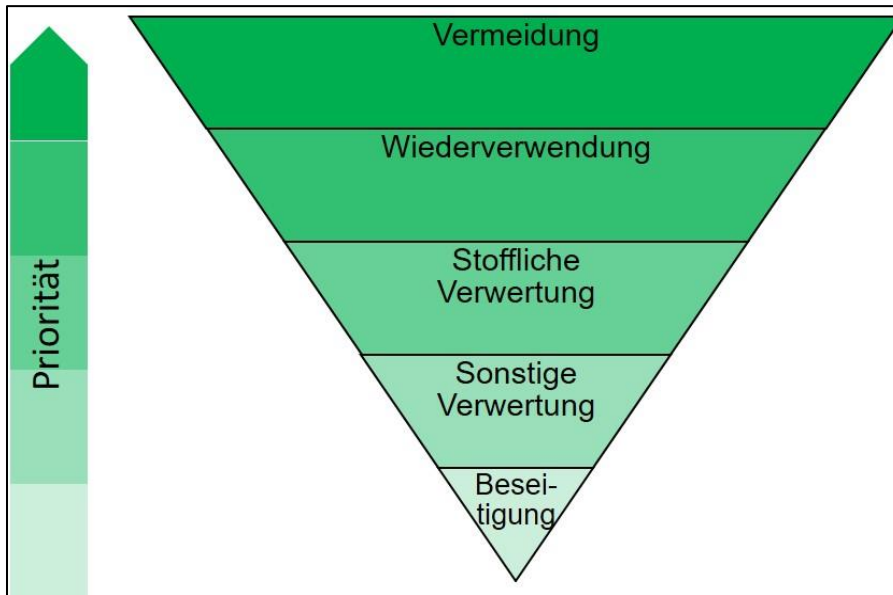 Vermeidung
Wiederverwendung
Stoffliche
Verwertung
Sonstige
Verwertung
Besei-
tigung
Priorität